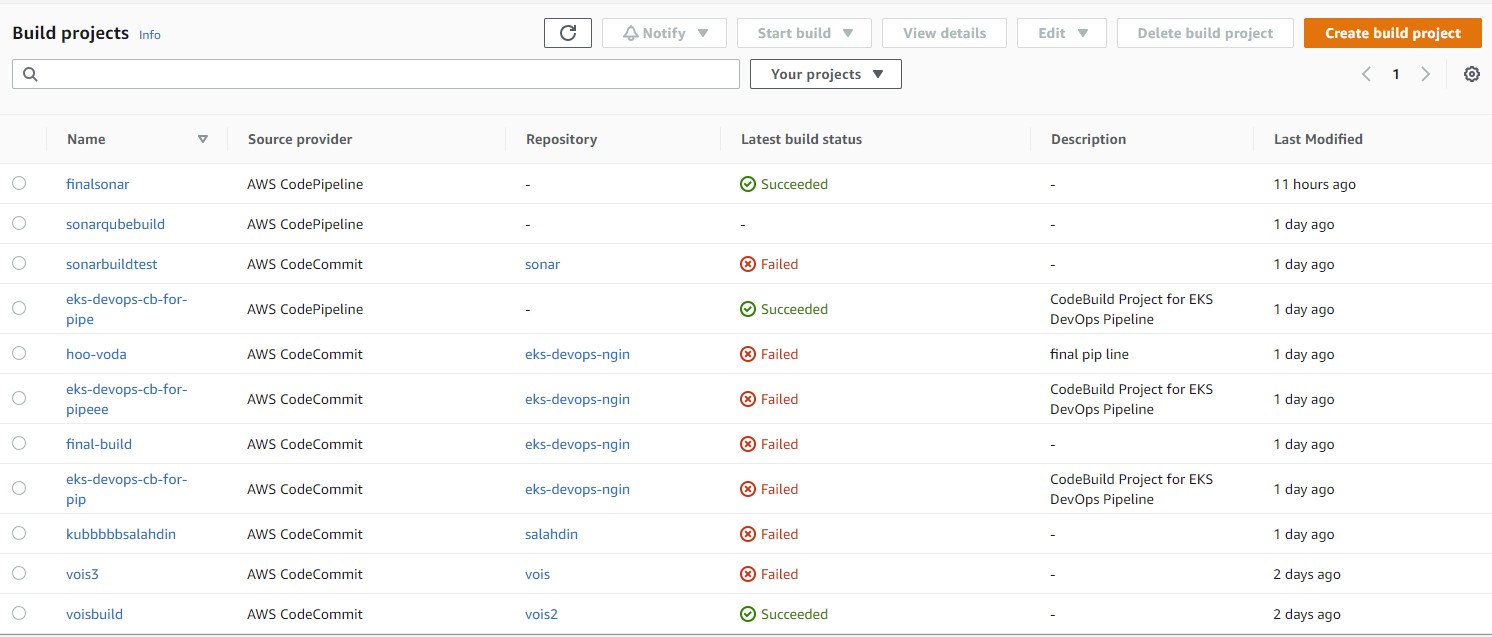 Build projects Info Notify Start build View details Edit Delete build project Create build project
Your projects 1
Name Source provider Repository Latest build status Description Last Modified
finalsonar AWS CodePipeline - Succeeded - 11 hours ago
sonarqubebuild AWS CodePipeline - - - 1 day ago
sonarbuildtest AWS CodeCommit sonar Failed - 1 day ago
eks-devops-cb-for- CodeBuild Project for EKS
AWS CodePipeline - Succeeded 1 day ago
pipe DevOps Pipeline
hoo-voda AWS CodeCommit eks-devops-ngin Failed final pip line 1 day ago
eks-devops-cb-for- CodeBuild Project for EKS
AWS CodeCommit eks-devops-ngin Failed 1 day ago
pipeee DevOps Pipeline
final-build AWS CodeCommit eks-devops-ngin Failed - 1 day ago
eks-devops-cb-for- CodeBuild Project for EKS
AWS CodeCommit eks-devops-ngin Failed 1 day ago
pip DevOps Pipeline
kubbbbbsalahdin AWS CodeCommit salahdin Failed - 1 day ago
vois3 AWS CodeCommit vois Failed - 2 days ago
voisbuild AWS CodeCommit vois2 Succeeded - 2 days ago